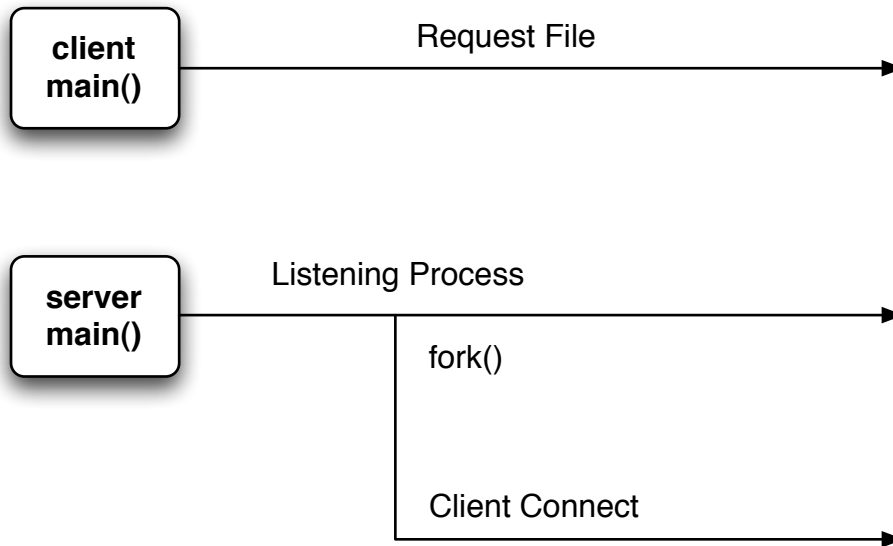 client
main()
Request File
Listening Process
server
main()
fork()
Client Connect